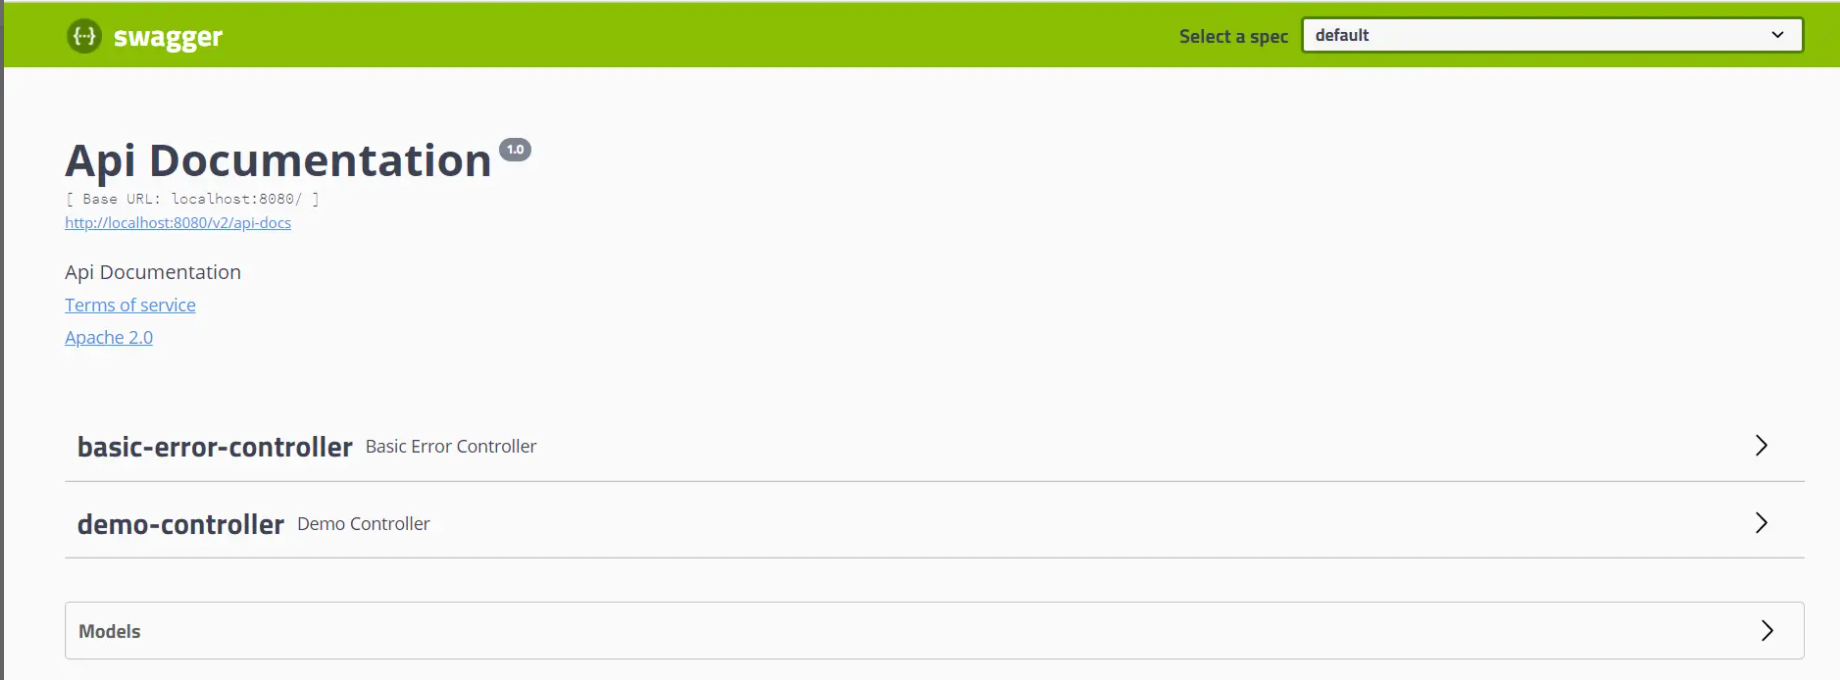 {···} swagger
Select a spec default
Api Documentation 1.0
[ Base URL: localhost:8080/ ]
http://localhost:8080/v2/api-docs
Api Documentation
Terms of service
Apache 2.0
basic-error-controller Basic Error Controller
demo-controller Demo Controller
Models